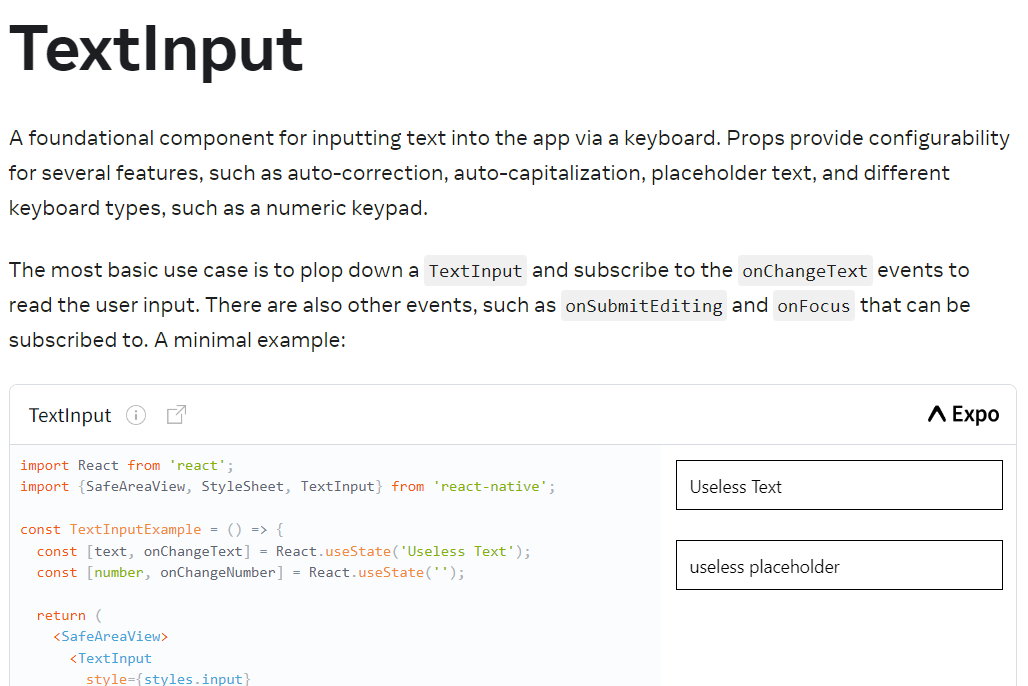 TextInput
A foundational component for inputting text into the app via a keyboard. Props provide configurability
for several features, such as auto-correction, auto-capitalization, placeholder text, and different
keyboard types, such as a numeric keypad.
The most basic use case is to plop down a TextInput and subscribe to the onChangeText events to
read the user input. There are also other events, such as onSubmitEditing and onFocus that can be
subscribed to. A minimal example:
TextInput
Expo
import React from 'react';
import {SafeAreaView, StyleSheet, TextInput} from 'react-native';
const TextInputExample = () => {
  const [text, onChangeText] = React.useState('Useless Text');
  const [number, onChangeNumber] = React.useState('');
  return (
    <SafeAreaView>
      <TextInput
        style={styles.input}
Useless Text
useless placeholder